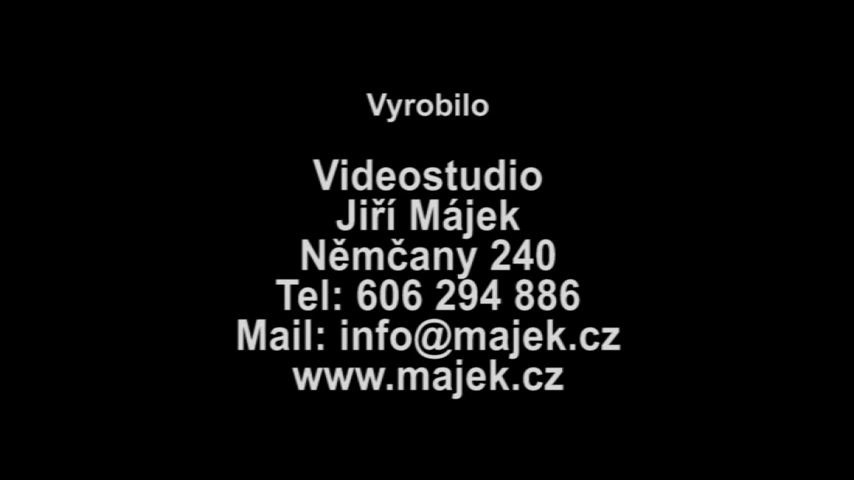 Vyrobilo
Videostudio
Jiří Májek
Němčany 240
Tel: 606 294 886
Mail: info@majek.cz
www.majek.cz